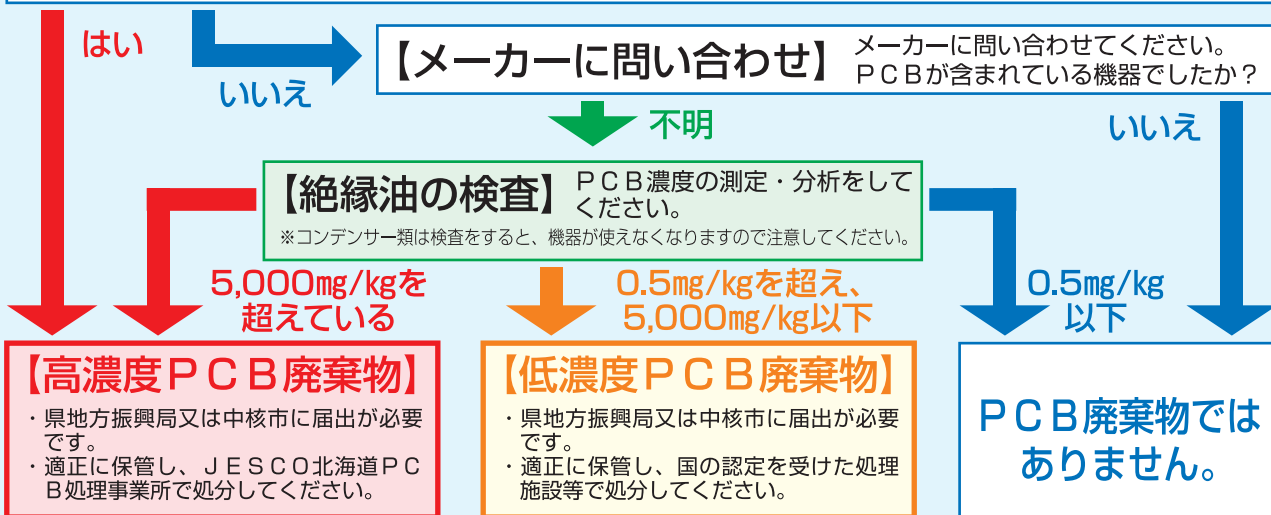 はい
いいえ
【メーカーに問い合わせ】
メーカーに問い合わせてください。
ＰＣＢが含まれている機器でしたか？
不明
いいえ
【絶縁油の検査】
ＰＣＢ濃度の測定・分析をして
ください。
※コンデンサー類は検査をすると、機器が使えなくなりますので注意してください。
5,000㎎/㎏を
超えている
0.5㎎/㎏を超え、
5,000㎎/㎏以下
0.5㎎/㎏
以下
【高濃度ＰＣＢ廃棄物】
・県地方振興局又は中核市に届出が必要
です。
・適正に保管し、ＪＥＳＣＯ北海道ＰＣ
Ｂ処理事業所で処分してください。
【低濃度ＰＣＢ廃棄物】
・県地方振興局又は中核市に届出が必要
です。
・適正に保管し、国の認定を受けた処理
施設等で処分してください。
ＰＣＢ廃棄物では
ありません。